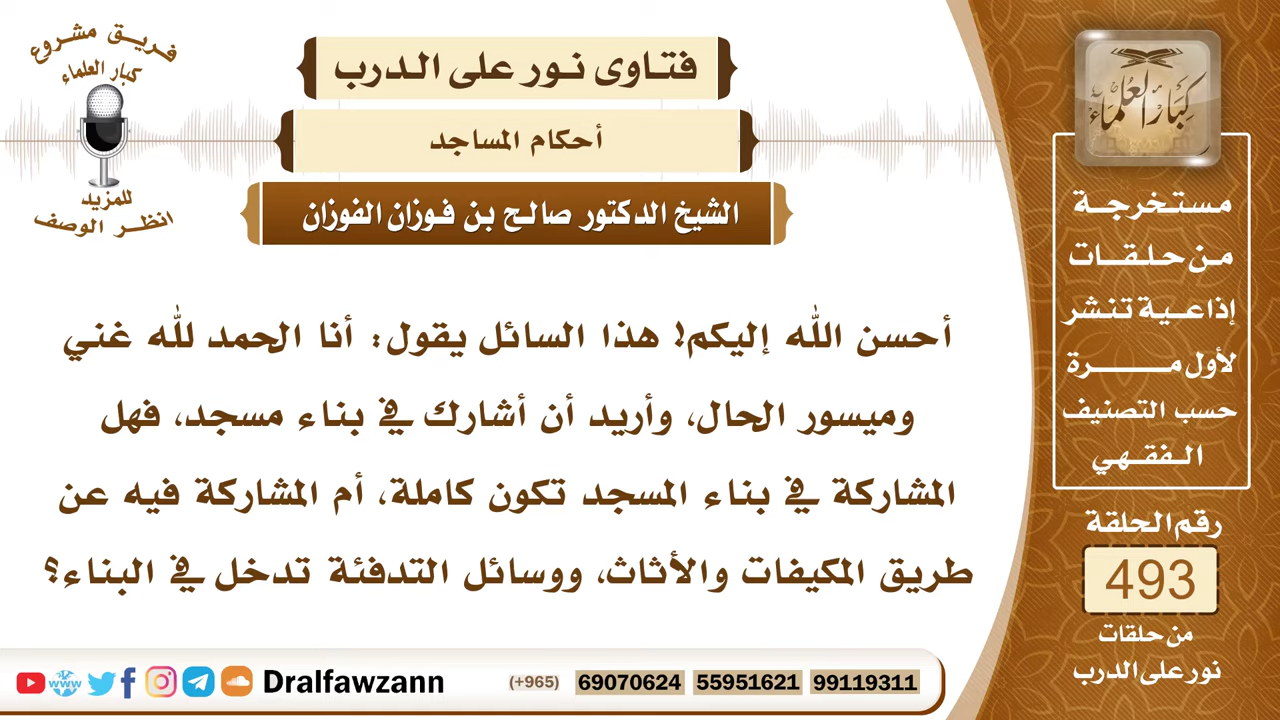 فريق مشروع
كبار العلماء
للمزيد
انظر الوصف
فتاوى نور على الدرب
أحكام المساجد
الشيخ الدكتور صالح بن فوزان الفوزان
أحسن الله إليكم! هذا السائل يقول: أنا الحمد لله غني
وميسور الحال، وأريد أن أشارك في بناء مسجد، فهل
المشاركة في بناء المسجد تكون كاملة، أم المشاركة فيه عن
طريق المكيفات والأثاث، ووسائل التدفئة تدخل في البناء؟
كبار العلماء
مستخرجة
من حلقات
إذاعية تنشر
لأول مرة
حسب التصنيف
الفقهي
رقم الحلقة
493
من حلقات
نور على الدرب
www Dralfawzann (+965) 69070624 55951621 99119311